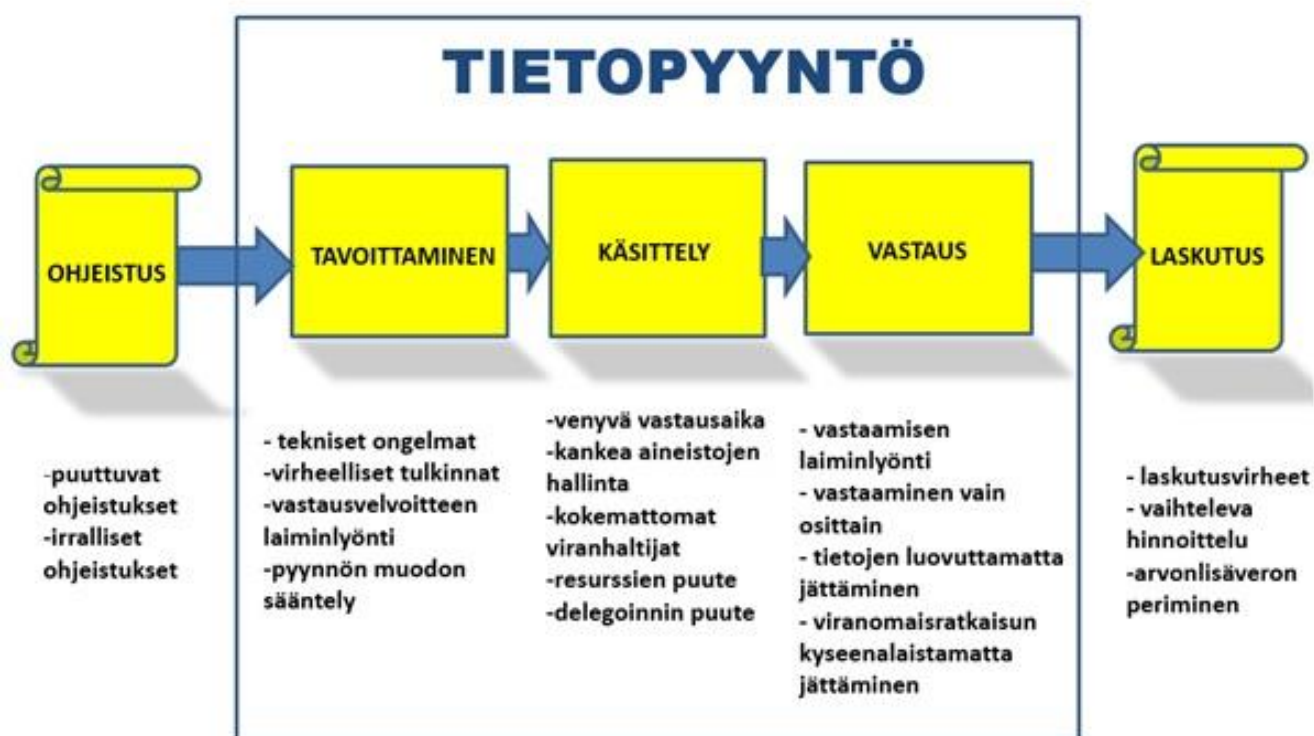 TIETOPYYNTÖ
OHJEISTUS
TAVOITTAMINEN
KÄSITTELY
VASTAUS
LASKUTUS
-puuttuvat
ohjeistukset
-irralliset
ohjeistukset
- tekniset ongelmat
-virheelliset tulkinnat
-vastausvelvoitteen
laiminlyönti
-pyynnön muodon
sääntely
-venyvä vastausaika
-kankea aineistojen
hallinta
-kokemattomat
viranhaltijat
-resurssien puute
-delegoinnin puute
- vastaamisen
laiminlyönti
- vastaaminen vain
osittain
- tietojen luovuttamatta
jättäminen
- viranomaisratkaisun
kyseenalaistamatta
jättäminen
- laskutusvirheet
- vaihteleva
hinnoittelu
-arvonlisäveron
periminen